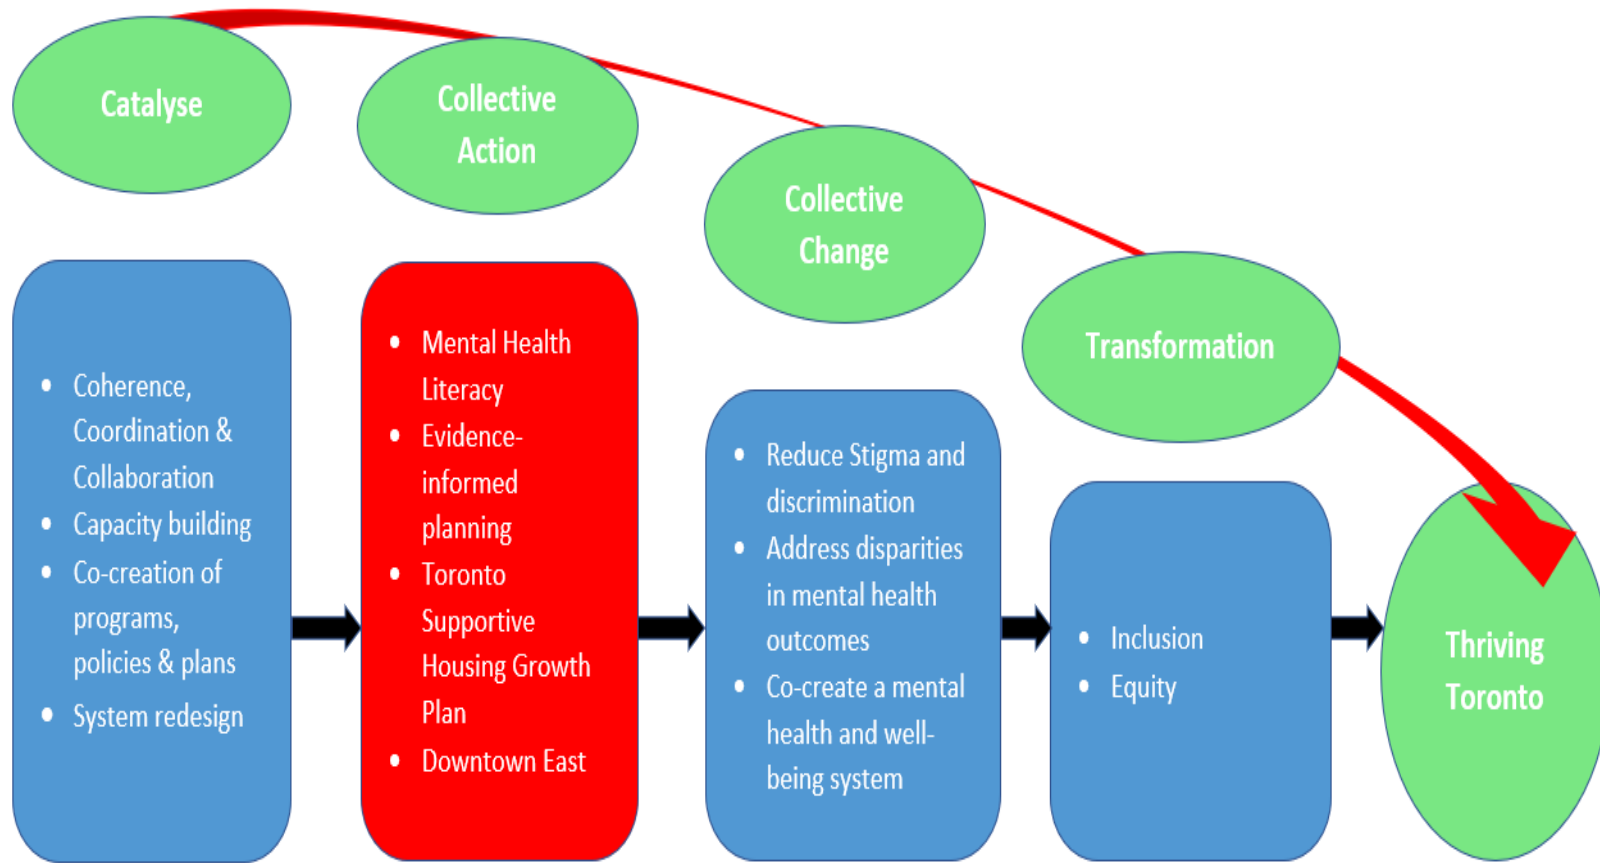 Catalyse
Collective
Action
Collective
Change
Transformation
• Coherence,
Coordination &
Collaboration
• Capacity building
• Co-creation of
programs,
policies & plans
• System redesign
• Mental Health
Literacy
• Evidence-
informed
planning
• Toronto
Supportive
Housing Growth
Plan
• Downtown East
• Reduce Stigma and
discrimination
• Address disparities
in mental health
outcomes
• Co-create a mental
health and well-
being system
• Inclusion
• Equity
Thriving
Toronto